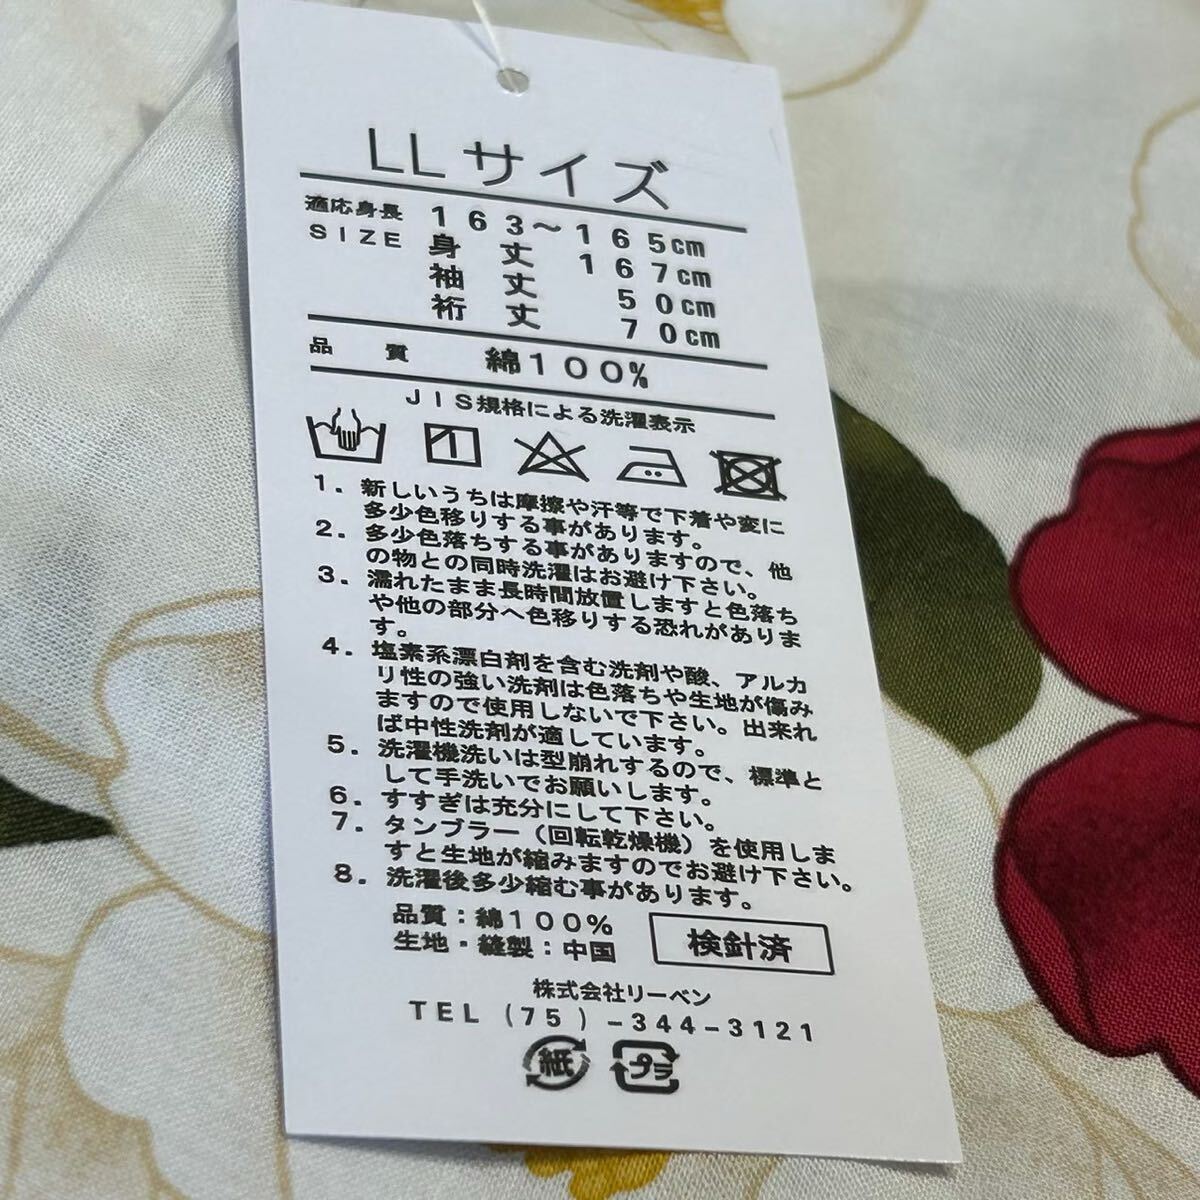 LLサイズ
適応身長 163～165cm
SIZE 身丈 167cm
袖丈 50cm
裄丈 70cm
品質 綿100%
JIS規格による洗濯表示
1. 新しいうちは摩擦や汗等で下着や変に
多少色移りする事があります。
2. 多少色落ちする事がありますので、他
の物との同時洗濯はお避け下さい。
3. 濡れたまま長時間放置しますと色落ち
や他の部分へ色移りする恐れがありま
す。
4. 塩素系漂白剤を含む洗剤や酸、アルカ
リ性の強い洗剤は色落ちや生地が傷み
ますので使用しないで下さい。出来れ
ば中性洗剤が適しています。
5. 洗濯機洗いは型崩れするので、標準と
して手洗いでお願いします。
6. すすぎは充分にして下さい。
7. タンブラー(回転乾燥機)を使用しま
すと生地が縮みますのでお避け下さい。
8. 洗濯後多少縮む事があります。
品質：綿100%
生地・縫製：中国
検針済
株式会社リーベン
TEL (75)-344-3121
紙 プラ